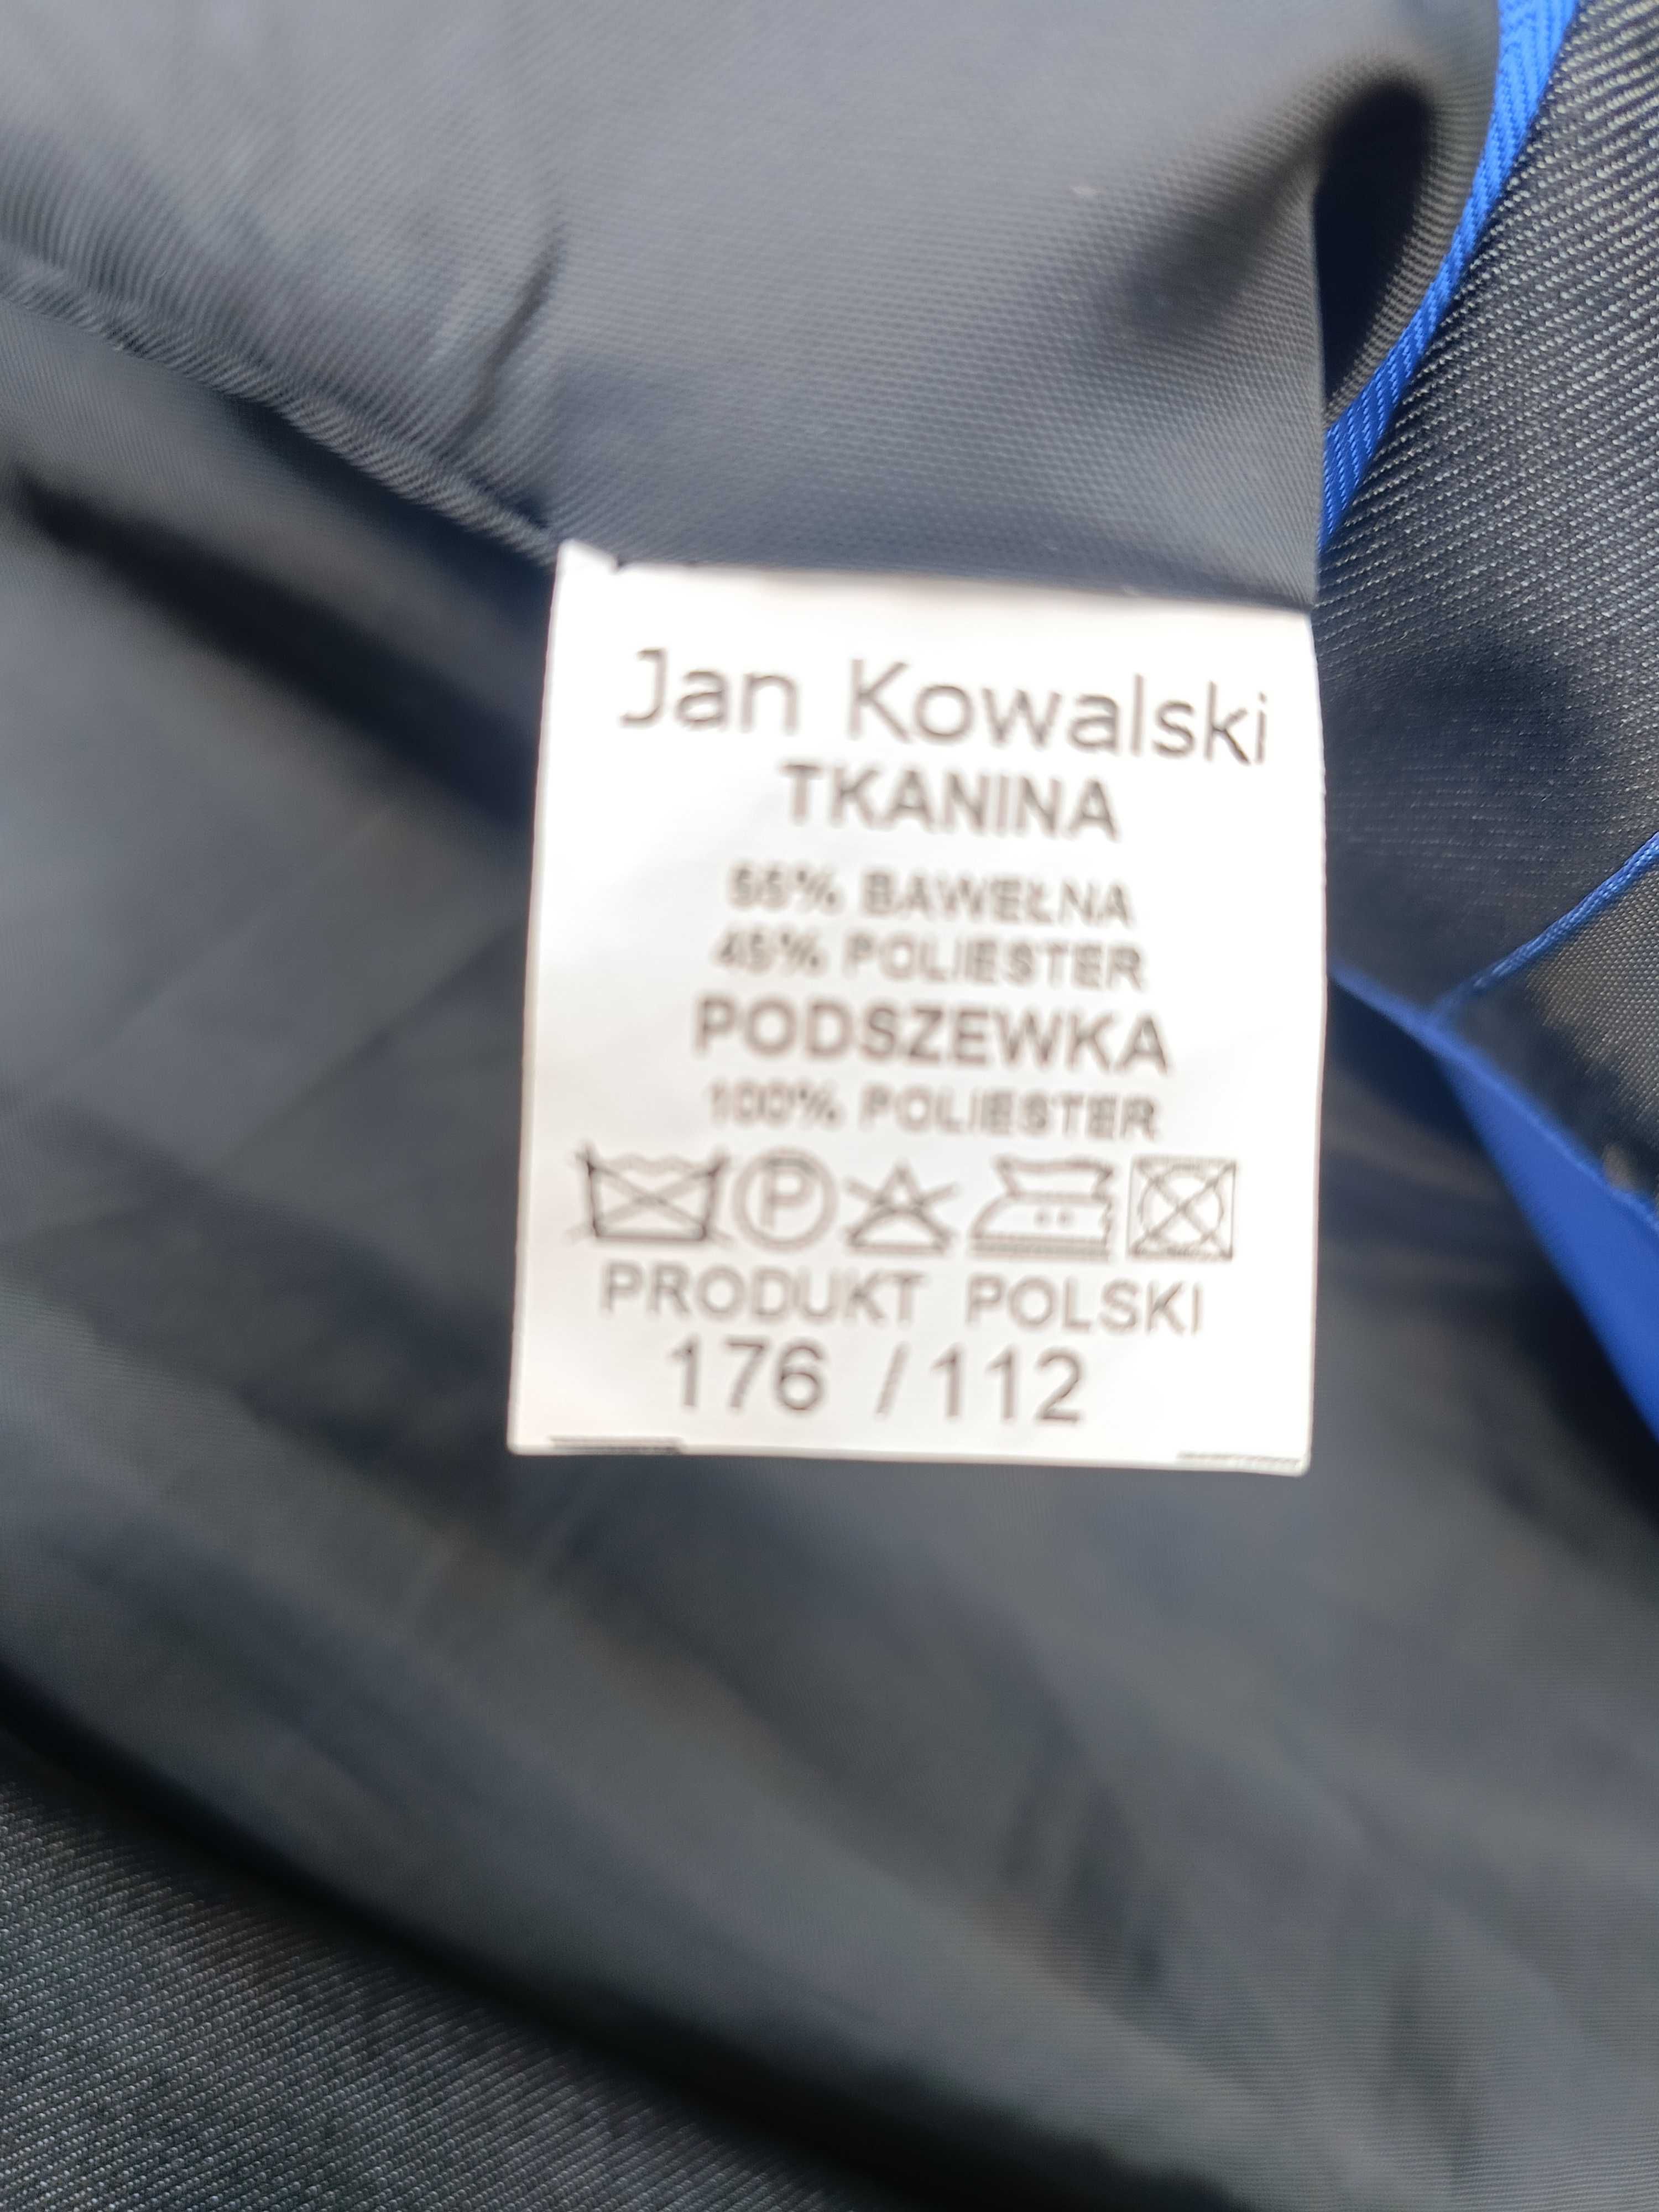 Jan Kowalski
TKANINA
55% BAWEŁNA
45% POLIESTER
PODSZEWKA
100% POLIESTER
P
PRODUKT POLSKI
176 / 112